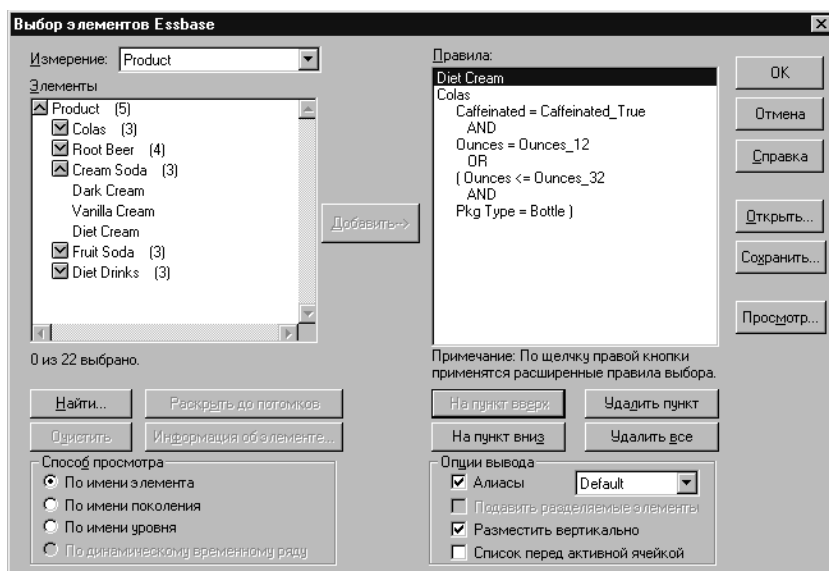 Выбор элементов Essbase
Измерение: Product
Элементы
Product (5)
Colas (3)
Root Beer (4)
Cream Soda (3)
Dark Cream
Vanilla Cream
Diet Cream
Fruit Soda (3)
Diet Drinks (3)
0 из 22 выбрано.
Добавить-->
Правила:
Diet Cream
Colas
Caffeinated = Caffeinated_True
AND
Ounces = Ounces_12
OR
( Ounces <= Ounces_32
AND
Pkg Type = Bottle )
Примечание: По щелчку правой кнопки
применятся расширенные правила выбора.
OK
Отмена
Справка
Открыть...
Сохранить...
Просмотр...
Найти...
Раскрыть до потомков
Очистить
Информация об элементе...
На пункт вверх
Удалить пункт
На пункт вниз
Удалить все
Способ просмотра
По имени элемента
По имени поколения
По имени уровня
По динамическому временному ряду
Опции вывода
Алиасы Default
Подавить разделяемые элементы
Разместить вертикально
Список перед активной ячейкой